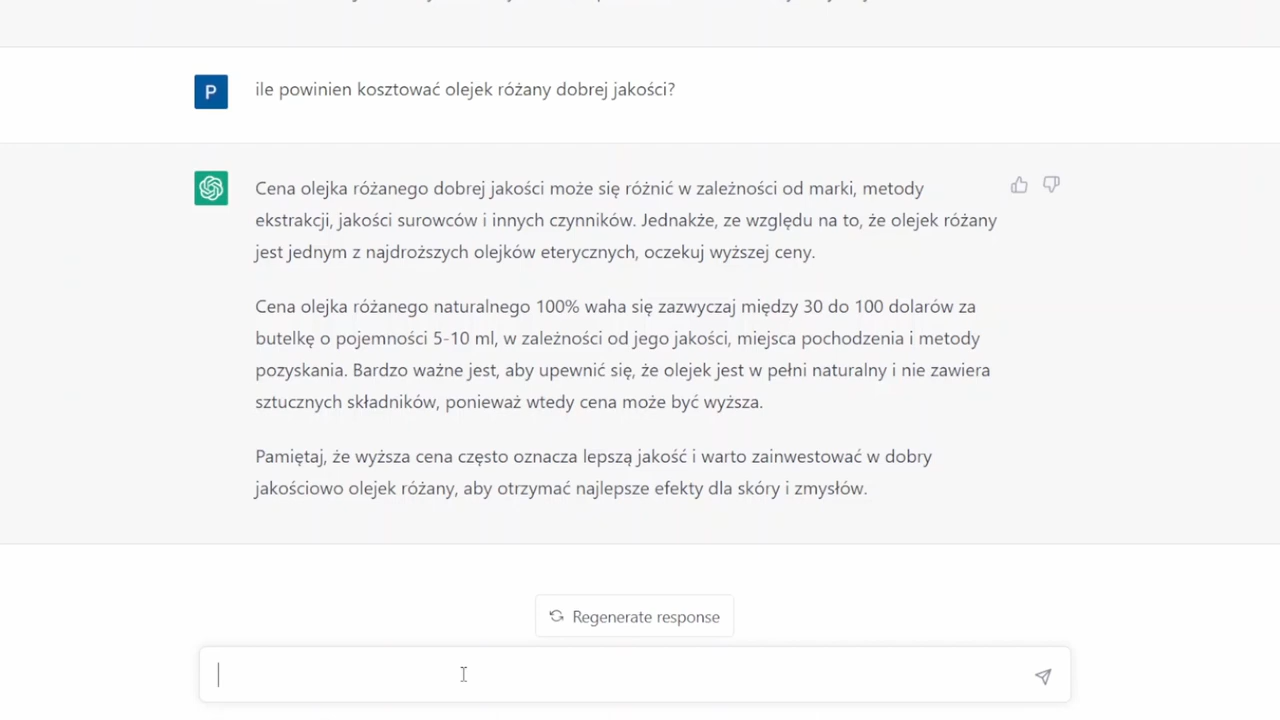 P
ile powinien kosztować olejek różany dobrej jakości?
Cena olejka różanego dobrej jakości może się różnić w zależności od marki, metody
ekstrakcji, jakości surowców i innych czynników. Jednakże, ze względu na to, że olejek różany
jest jednym z najdroższych olejków eterycznych, oczekuj wyższej ceny.
Cena olejka różanego naturalnego 100% waha się zazwyczaj między 30 do 100 dolarów za
butelkę o pojemności 5-10 ml, w zależności od jego jakości, miejsca pochodzenia i metody
pozyskania. Bardzo ważne jest, aby upewnić się, że olejek jest w pełni naturalny i nie zawiera
sztucznych składników, ponieważ wtedy cena może być wyższa.
Pamiętaj, że wyższa cena często oznacza lepszą jakość i warto zainwestować w dobry
jakościowo olejek różany, aby otrzymać najlepsze efekty dla skóry i zmysłów.
Regenerate response